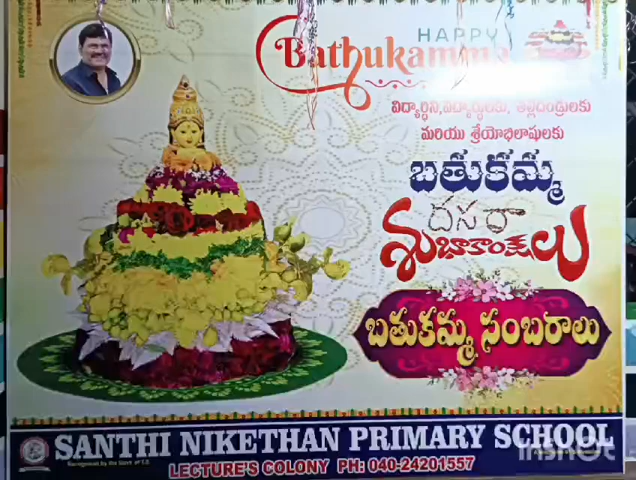 HAPPY
Bathukamma
విద్యార్థిని,విద్యార్థులకు, తల్లిదండ్రులకు
మరియు శ్రేయోభిలాషులకు
బతుకమ్మ
దసరా
శుభాకాంక్షలు
బతుకమ్మ సంబరాలు
SANTHI NIKETHAN PRIMARY SCHOOL
LECTURE'S COLONY PH: 040-24201557